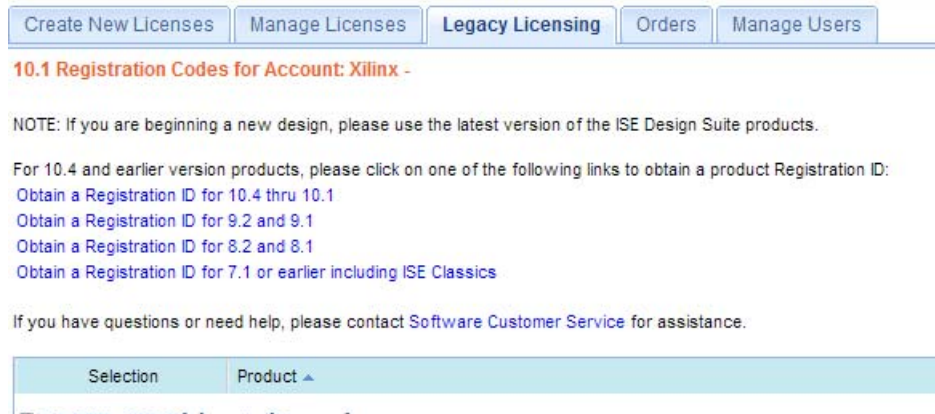 Create New Licenses Manage Licenses Legacy Licensing Orders Manage Users
10.1 Registration Codes for Account: Xilinx -
NOTE: If you are beginning a new design, please use the latest version of the ISE Design Suite products.
For 10.4 and earlier version products, please click on one of the following links to obtain a product Registration ID:
Obtain a Registration ID for 10.4 thru 10.1
Obtain a Registration ID for 9.2 and 9.1
Obtain a Registration ID for 8.2 and 8.1
Obtain a Registration ID for 7.1 or earlier including ISE Classics
If you have questions or need help, please contact Software Customer Service for assistance.
Selection Product